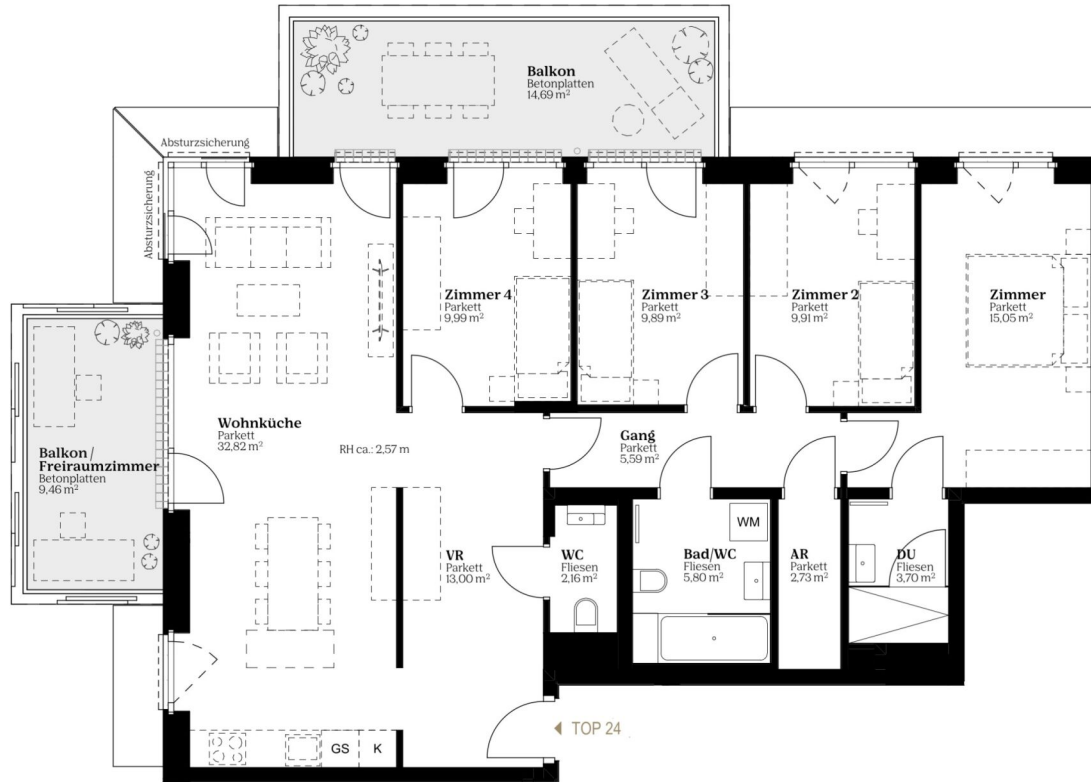 Balkon
Betonplatten
14,69 m²
Absturzsicherung
Absturzsicherung
Zimmer 4
Parkett
9,99 m²
Zimmer 3
Parkett
9,89 m²
Zimmer 2
Parkett
9,91 m²
Zimmer
Parkett
15,05 m²
Wohnküche
Parkett
32,82 m²
RH ca.: 2,57 m
Gang
Parkett
5,59 m²
Balkon /
Freiraumzimmer
Betonplatten
9,46 m²
VR
Parkett
13,00 m²
WC
Fliesen
2,16 m²
Bad/WC
Fliesen
5,80 m²
WM
AR
Parkett
2,73 m²
DU
Fliesen
3,70 m²
TOP 24
GS
K